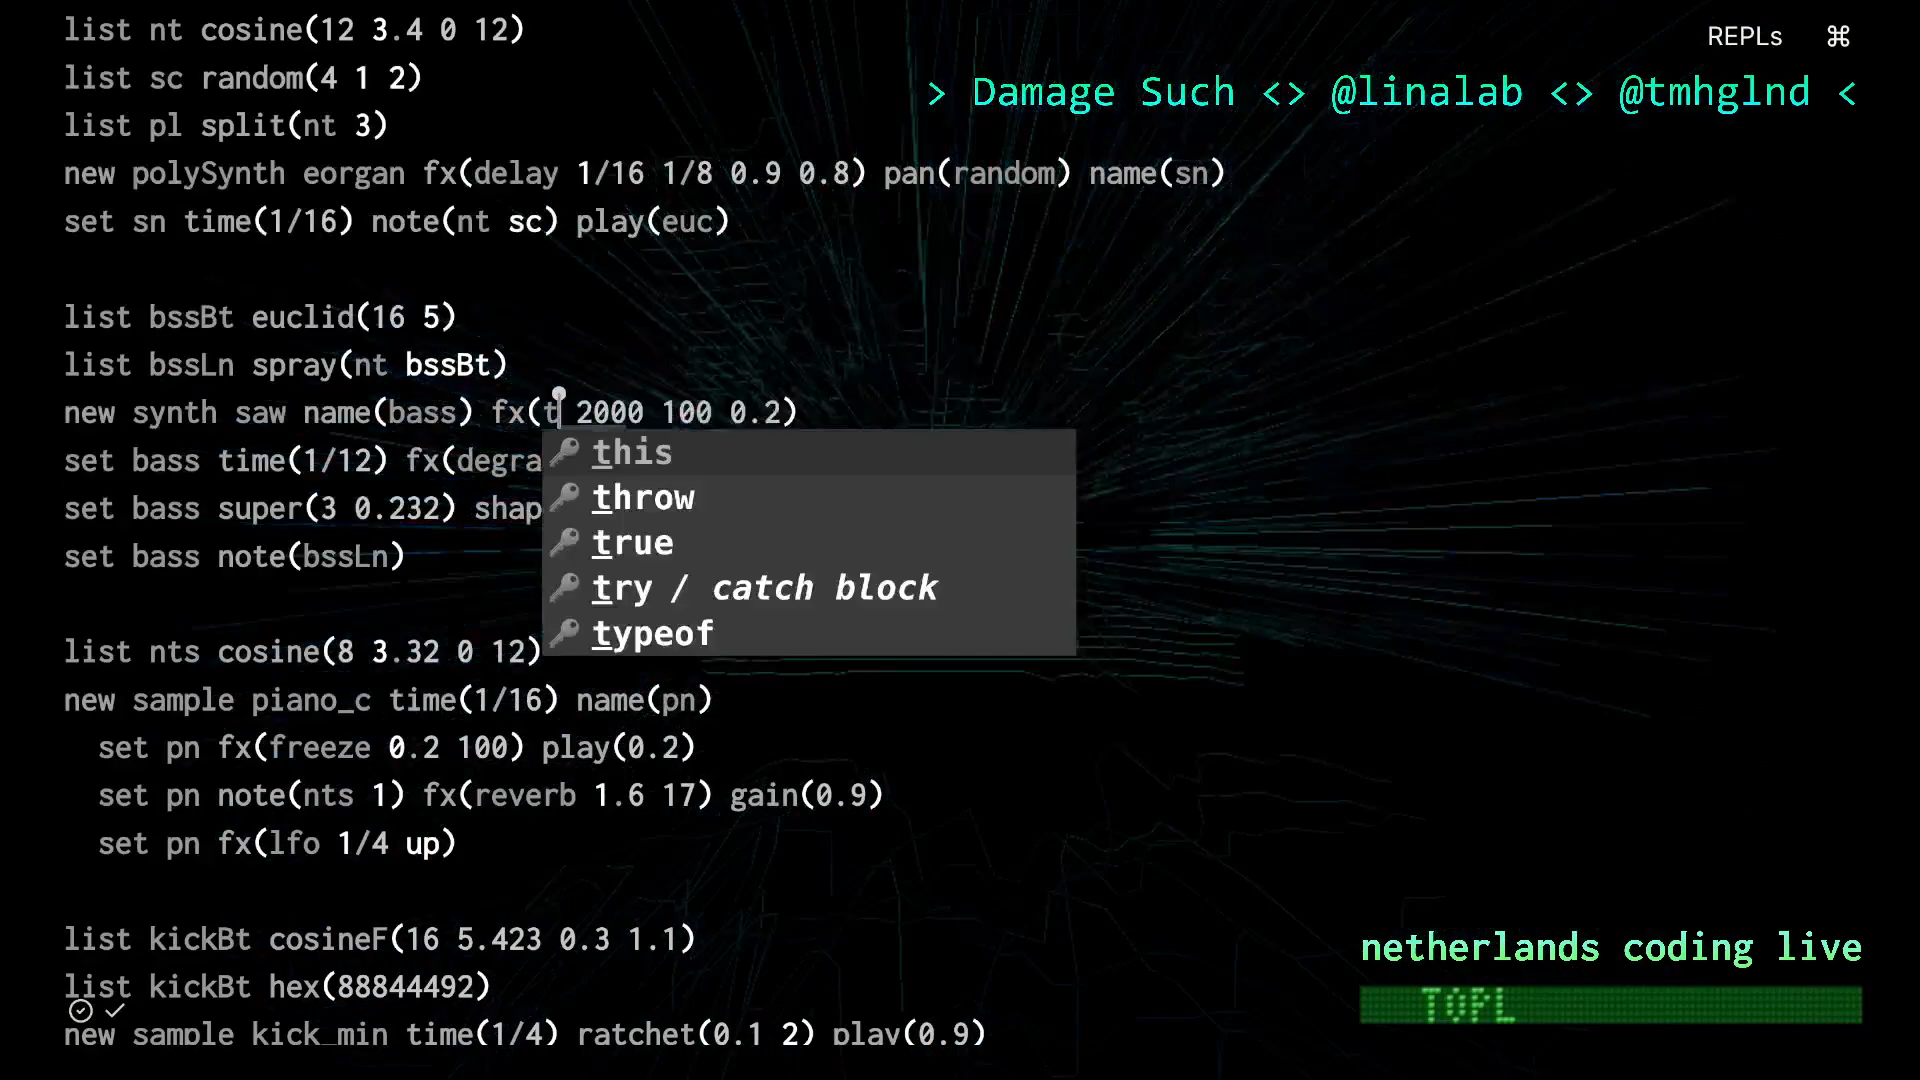 list nt cosine(12 3.4 0 12)
REPLs ⌘
list sc random(4 1 2)
> Damage Such <> @linalab <> @tmhglnd <
list pl split(nt 3)
new polySynth eorgan fx(delay 1/16 1/8 0.9 0.8) pan(random) name(sn)
set sn time(1/16) note(nt sc) play(euc)
list bssBt euclid(16 5)
list bssLn spray(nt bssBt)
new synth saw name(bass) fx(t 2000 100 0.2)
set bass time(1/12) fx(degra
set bass super(3 0.232) shap
set bass note(bssLn)
this
throw
true
try / catch block
typeof
list nts cosine(8 3.32 0 12)
new sample piano_c time(1/16) name(pn)
set pn fx(freeze 0.2 100) play(0.2)
set pn note(nts 1) fx(reverb 1.6 17) gain(0.9)
set pn fx(lfo 1/4 up)
list kickBt cosineF(16 5.423 0.3 1.1)
list kickBt hex(88844492)
new sample kick_min time(1/4) ratchet(0.1 2) play(0.9)
netherlands coding live
TOPL